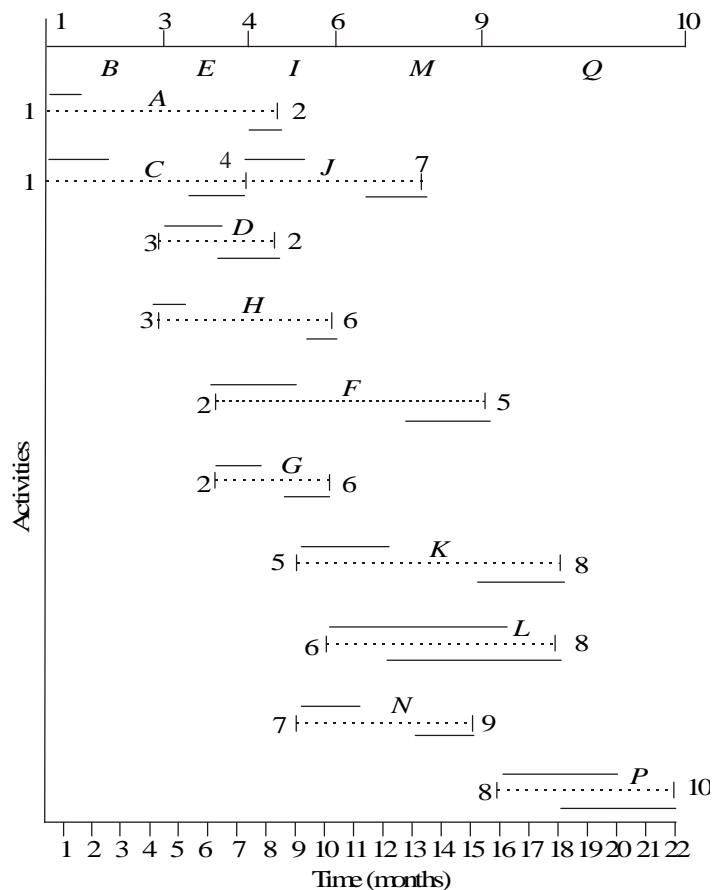 1 3 4 6 9 10
B E I M Q
1 A 2
1 C 4 J 7
3 D 2
3 H 6
2 F 5
2 G 6
5 K 8
6 L 8
7 N 9
8 P 10
Activities
1 2 3 4 5 6 7 8 9 10 11 12 13 14 15 16 17 18 19 20 21 22
Time (months)